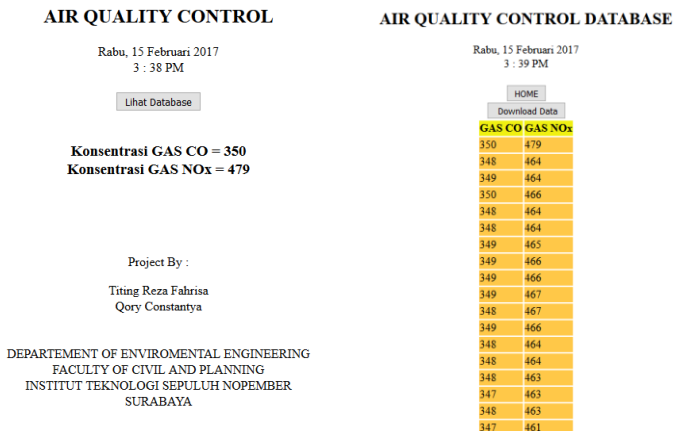 AIR QUALITY CONTROL
Rabu, 15 Februari 2017
3 : 38 PM
Lihat Database
Konsentrasi GAS CO = 350
Konsentrasi GAS NOx = 479
Project By :
Titing Reza Fahrisa
Qory Constantya
DEPARTEMENT OF ENVIROMENTAL ENGINEERING
FACULTY OF CIVIL AND PLANNING
INSTITUT TEKNOLOGI SEPULUH NOPEMBER
SURABAYA
AIR QUALITY CONTROL DATABASE
Rabu, 15 Februari 2017
3 : 39 PM
HOME
Download Data
GAS CO GAS NOx
350 479
348 464
349 464
350 466
348 464
348 464
349 465
349 466
349 466
349 467
348 467
349 466
348 464
348 464
348 463
347 463
348 463
347 461